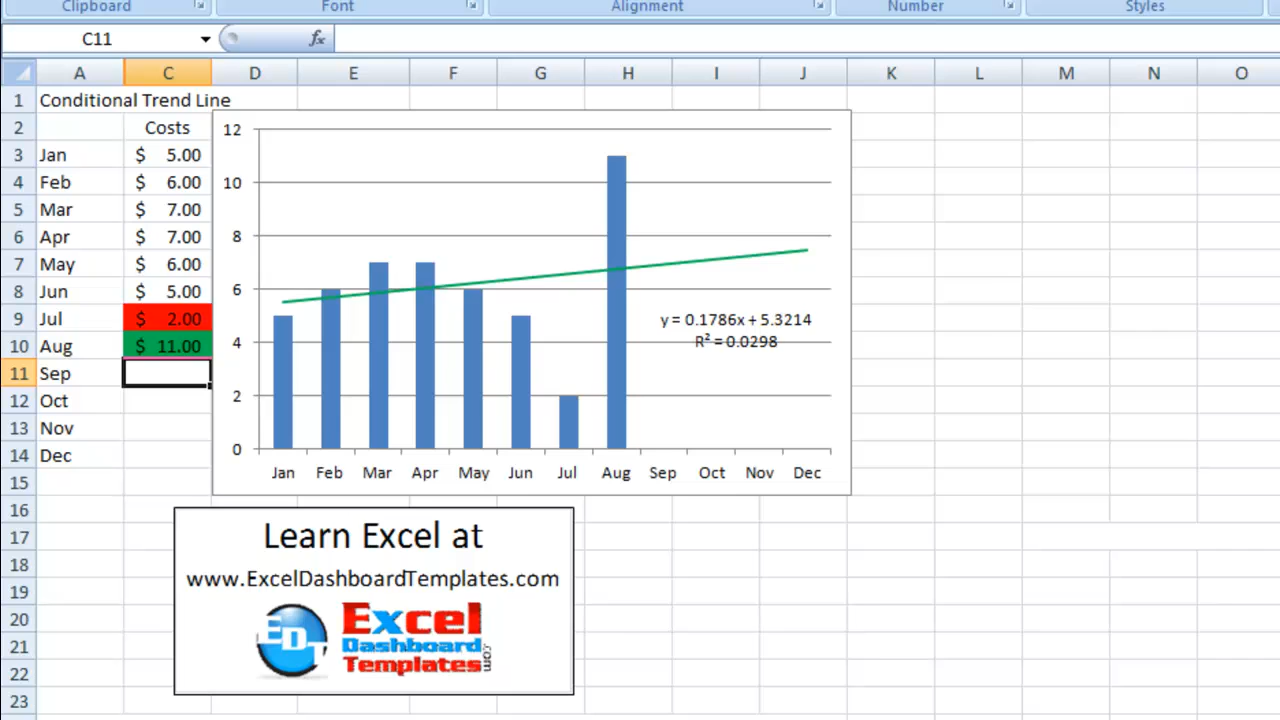 Clipboard Font Alignment Number Styles
C11 fx
A C D E F G H I J K L M N O
1 Conditional Trend Line
2 Costs
3 Jan $ 5.00
4 Feb $ 6.00
5 Mar $ 7.00
6 Apr $ 7.00
7 May $ 6.00
8 Jun $ 5.00
9 Jul $ 2.00
10 Aug $ 11.00
11 Sep
12 Oct
13 Nov
14 Dec
15
16
17
18
19
20
21
22
23
12
10
8
6
4
2
0
y = 0.1786x + 5.3214
R² = 0.0298
Jan Feb Mar Apr May Jun Jul Aug Sep Oct Nov Dec
Learn Excel at
www.ExcelDashboardTemplates.com
EDT
Excel
Dashboard
Templates
.com